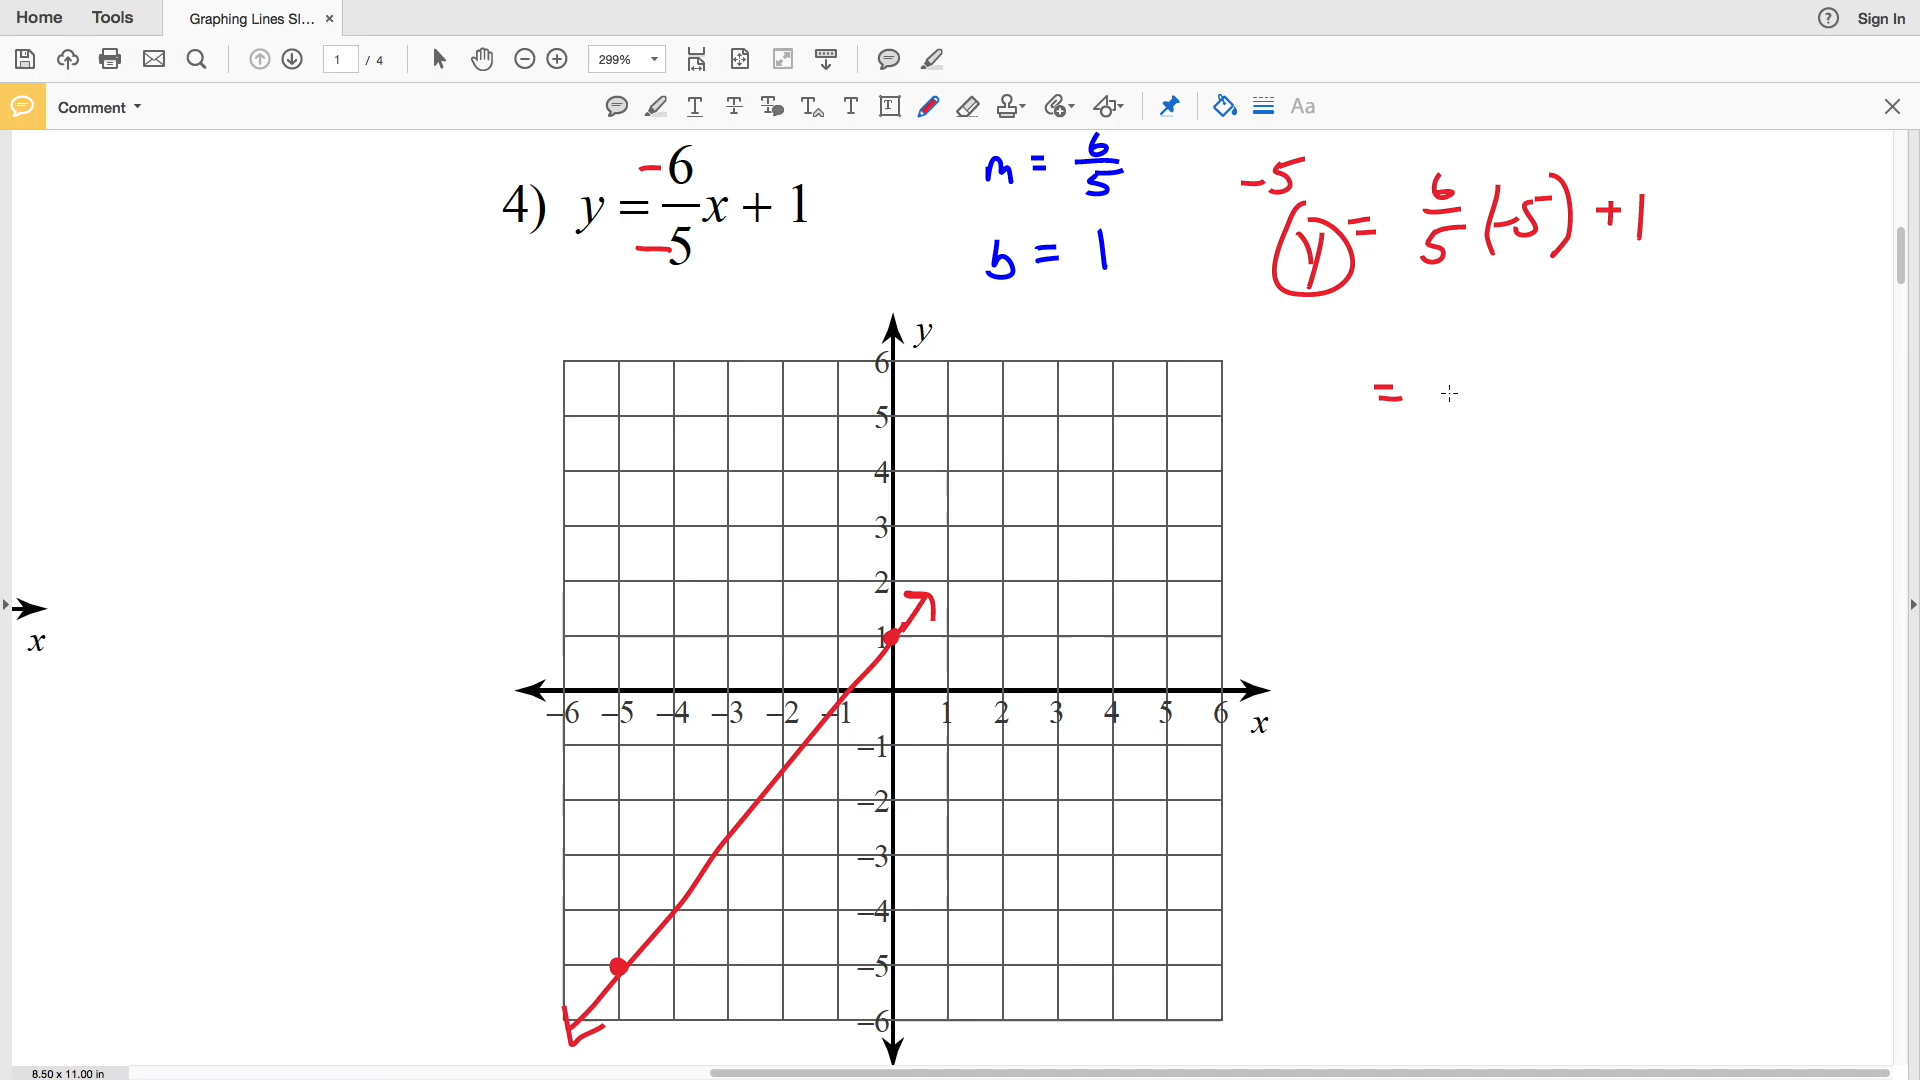 Home Tools Graphing Lines Sl... × ? Sign In
1 / 4 299%
Comment T T T T T T Aa
4) y = -6/-5 x + 1
m = 6/5
b = 1
-5
y = 6/5 (-5) + 1
=
y
6
5
4
3
2
1
-6 -5 -4 -3 -2 -1 1 2 3 4 5 6
x
x
-1
-2
-3
-4
-5
-6
8.50 x 11.00 in